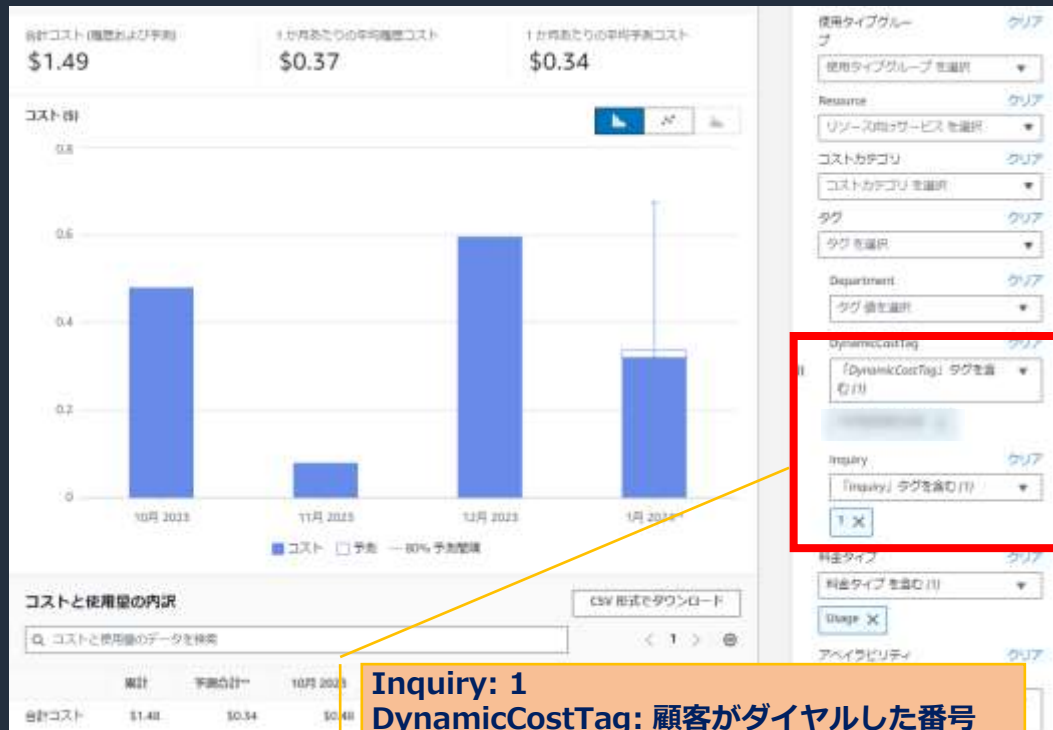 合計コスト (履歴および予測)
$1.49
1 か月あたりの平均履歴コスト
$0.37
1 か月あたりの平均予測コスト
$0.34
コスト ($)
0.8
0.6
0.4
0.2
0
10月 2023
11月 2023
12月 2023
1月
コスト 予測 80% 予測間隔
コストと使用量の内訳
CSV 形式でダウンロード
コストと使用量のデータを検索
1
累計 予測合計** 10月 2023
合計コスト $1.48 $0.34 $0.48
使用タイプグルー
プ
クリア
使用タイプグループ を選択
Resource クリア
リソース向けサービス を選択
コストカテゴリ クリア
コストカテゴリ を選択
タグ クリア
タグ を選択
Department クリア
タグ 値を選択
DynamicCostTag クリア
「DynamicCostTag」タグを含
む (1)
Inquiry クリア
「Inquiry」タグを含む (1)
1 ×
料金タイプ クリア
料金タイプ を含む (1)
Usage ×
アベイラビリティ クリア
Inquiry: 1
DynamicCostTag: 顧客がダイヤルした番号